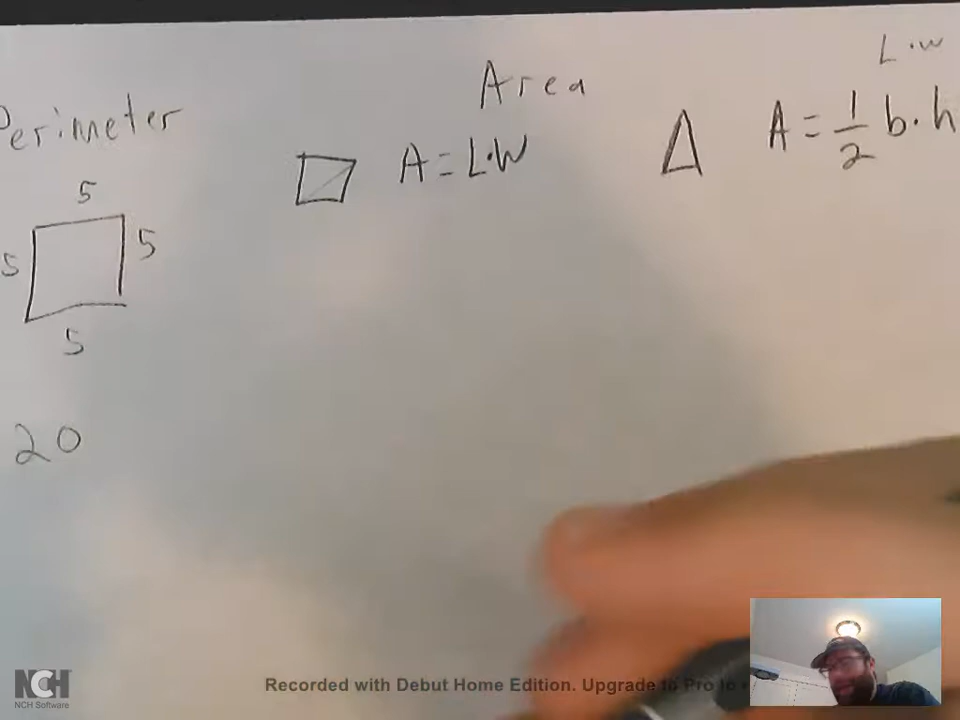 Perimeter
5
5
5
5
20
Area
A = L·W
L·W
A = 1/2 b·h
NCH
NCH Software
Recorded with Debut Home Edition. Upgrade to Pro to